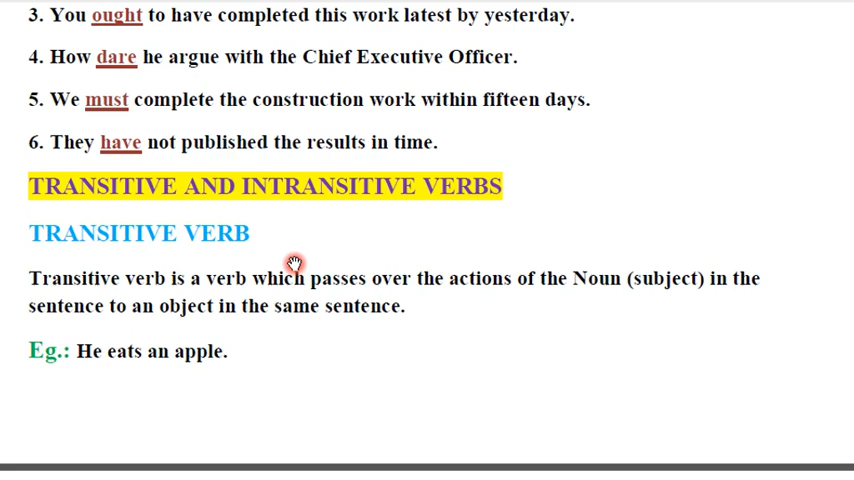 3. You ought to have completed this work latest by yesterday.
4. How dare he argue with the Chief Executive Officer.
5. We must complete the construction work within fifteen days.
6. They have not published the results in time.
TRANSITIVE AND INTRANSITIVE VERBS
TRANSITIVE VERB
Transitive verb is a verb which passes over the actions of the Noun (subject) in the
sentence to an object in the same sentence.
Eg.: He eats an apple.